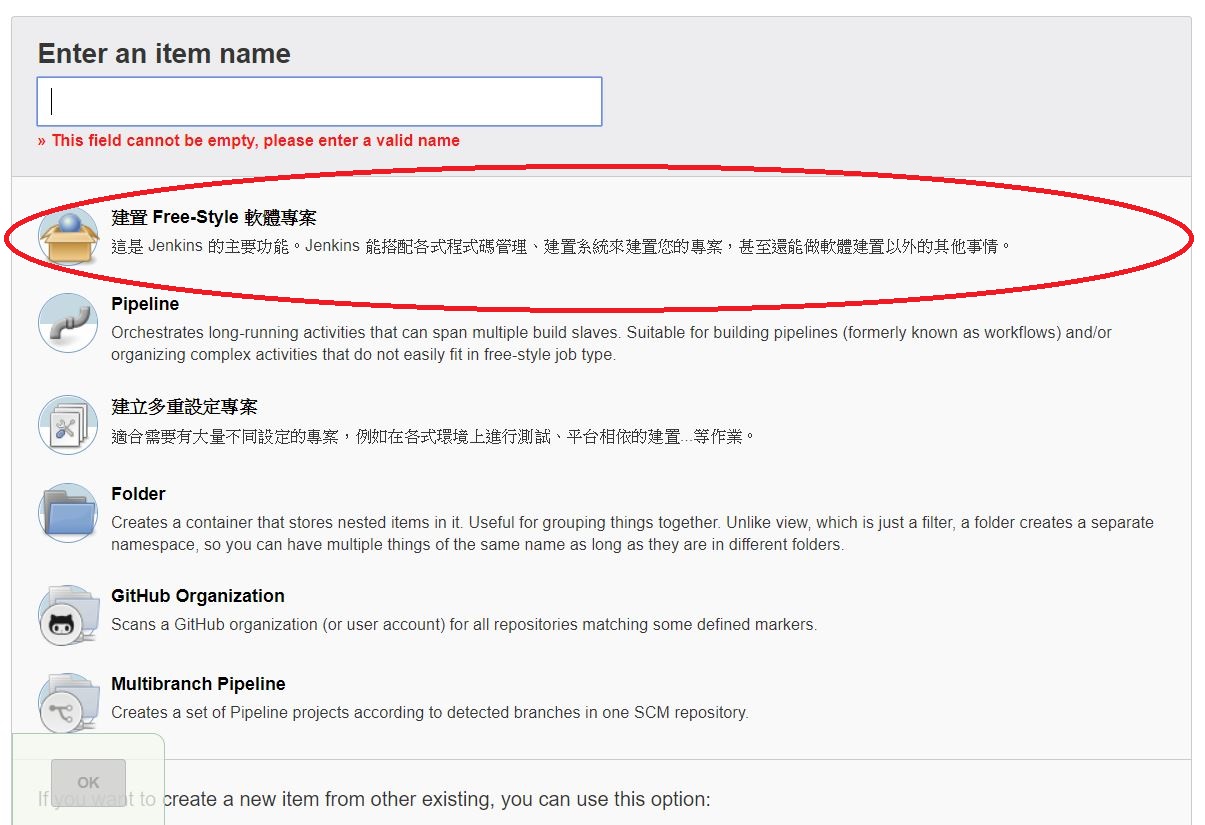 Enter an item name
» This field cannot be empty, please enter a valid name
建置 Free-Style 軟體專案
這是 Jenkins 的主要功能。Jenkins 能搭配各式程式碼管理、建置系統來建置您的專案，甚至還能做軟體建置以外的其他事情。
Pipeline
Orchestrates long-running activities that can span multiple build slaves. Suitable for building pipelines (formerly known as workflows) and/or
organizing complex activities that do not easily fit in free-style job type.
建立多重設定專案
適合需要有大量不同設定的專案，例如在各式環境上進行測試、平台相依的建置...等作業。
Folder
Creates a container that stores nested items in it. Useful for grouping things together. Unlike view, which is just a filter, a folder creates a separate
namespace, so you can have multiple things of the same name as long as they are in different folders.
GitHub Organization
Scans a GitHub organization (or user account) for all repositories matching some defined markers.
Multibranch Pipeline
Creates a set of Pipeline projects according to detected branches in one SCM repository.
OK
If you want to create a new item from other existing, you can use this option: